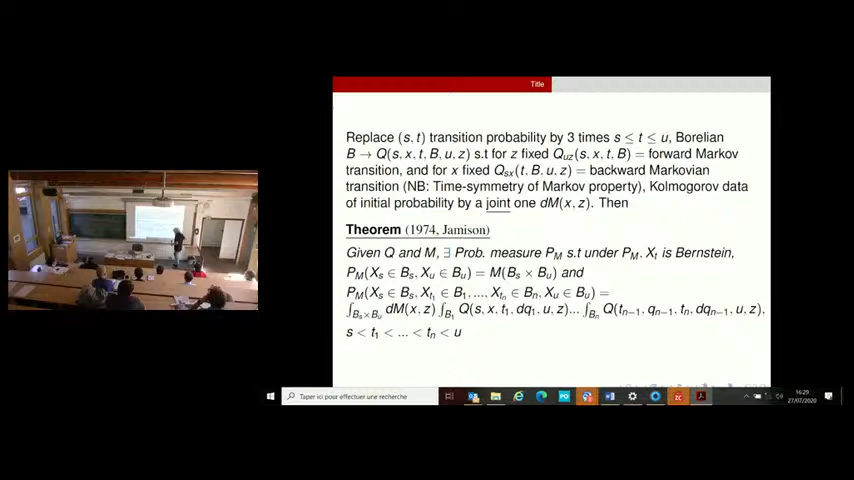 Title
Replace (s, t) transition probability by 3 times s ≤ t ≤ u, Borelian
B → Q(s, x, t, B, u, z) s.t for z fixed Q_uz(s, x, t, B) = forward Markov
transition, and for x fixed Q_sx(t, B, u, z) = backward Markovian
transition (NB: Time-symmetry of Markov property), Kolmogorov data
of initial probability by a joint one dM(x, z). Then
Theorem (1974, Jamison)
Given Q and M, ∃ Prob. measure P_M s.t under P_M, X_t is Bernstein,
P_M(X_s ∈ B_s, X_u ∈ B_u) = M(B_s × B_u) and
P_M(X_s ∈ B_s, X_t1 ∈ B_1, ..., X_tn ∈ B_n, X_u ∈ B_u) =
∫_{B_s×B_u} dM(x, z) ∫_{B_1} Q(s, x, t_1, dq_1, u, z)... ∫_{B_n} Q(t_{n−1}, q_{n−1}, t_n, dq_{n−1}, u, z),
s < t_1 < ... < t_n < u
Taper ici pour effectuer une recherche
16:29
27/07/2020